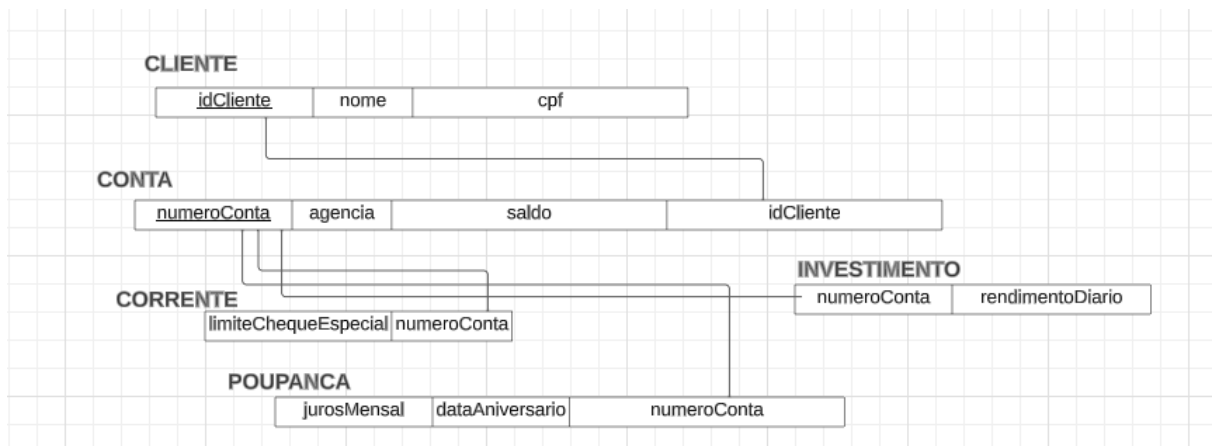 CLIENTE
idCliente nome cpf
CONTA
numeroConta agencia saldo idCliente
INVESTIMENTO
numeroConta rendimentoDiario
CORRENTE
limiteChequeEspecial numeroConta
POUPANCA
jurosMensal dataAniversario numeroConta